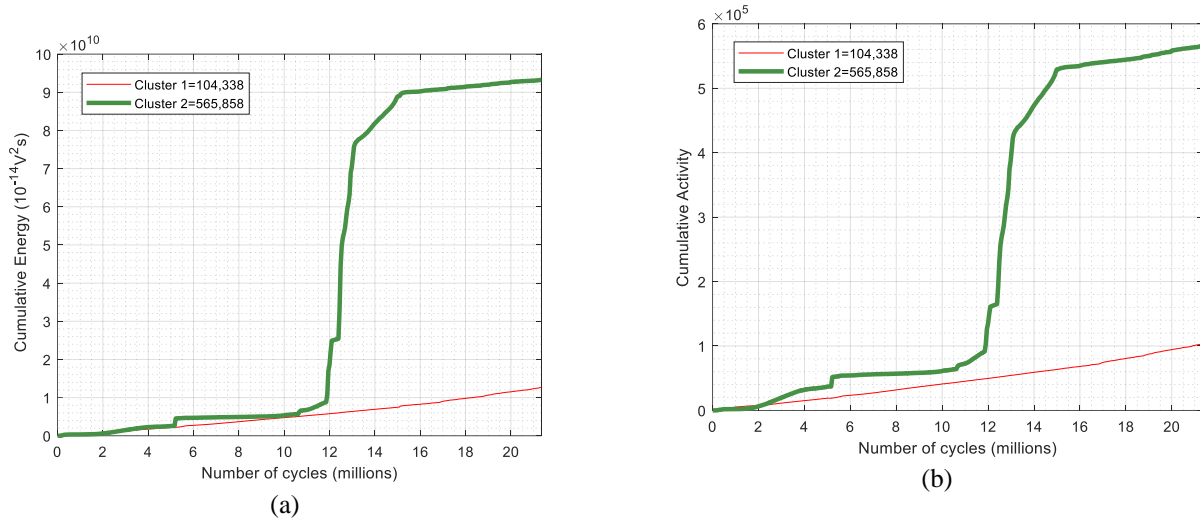 ×10^10
Cluster 1=104,338
Cluster 2=565,858
Cumulative Energy (10^-14V^2s)
10
9
8
7
6
5
4
3
2
1
0
0 2 4 6 8 10 12 14 16 18 20
Number of cycles (millions)
(a)
×10^5
Cluster 1=104,338
Cluster 2=565,858
Cumulative Activity
6
5
4
3
2
1
0
0 2 4 6 8 10 12 14 16 18 20
Number of cycles (millions)
(b)